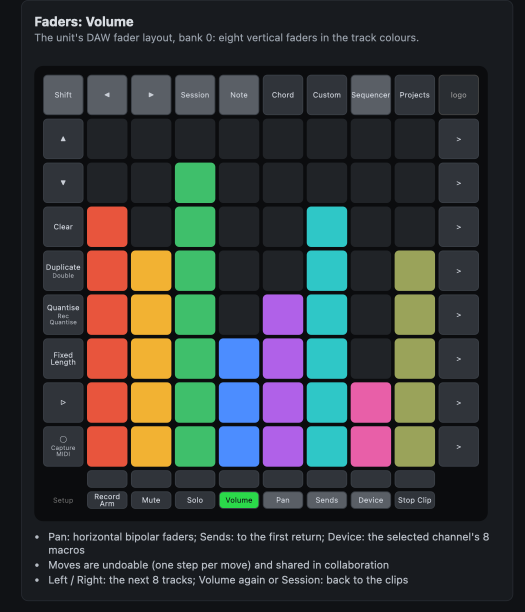 Faders: Volume
The unit's DAW fader layout, bank 0: eight vertical faders in the track colours.
Shift ◄ ► Session Note Chord Custom Sequencer Projects logo
▲ >
▼ >
Clear >
Duplicate
Double
>
Quantise
Rec
Quantise
>
Fixed
Length
>
▷ >
○
Capture
MIDI
>
Setup Record
Arm
Mute Solo Volume Pan Sends Device Stop Clip
• Pan: horizontal bipolar faders; Sends: to the first return; Device: the selected channel's 8
macros
• Moves are undoable (one step per move) and shared in collaboration
• Left / Right: the next 8 tracks; Volume again or Session: back to the clips